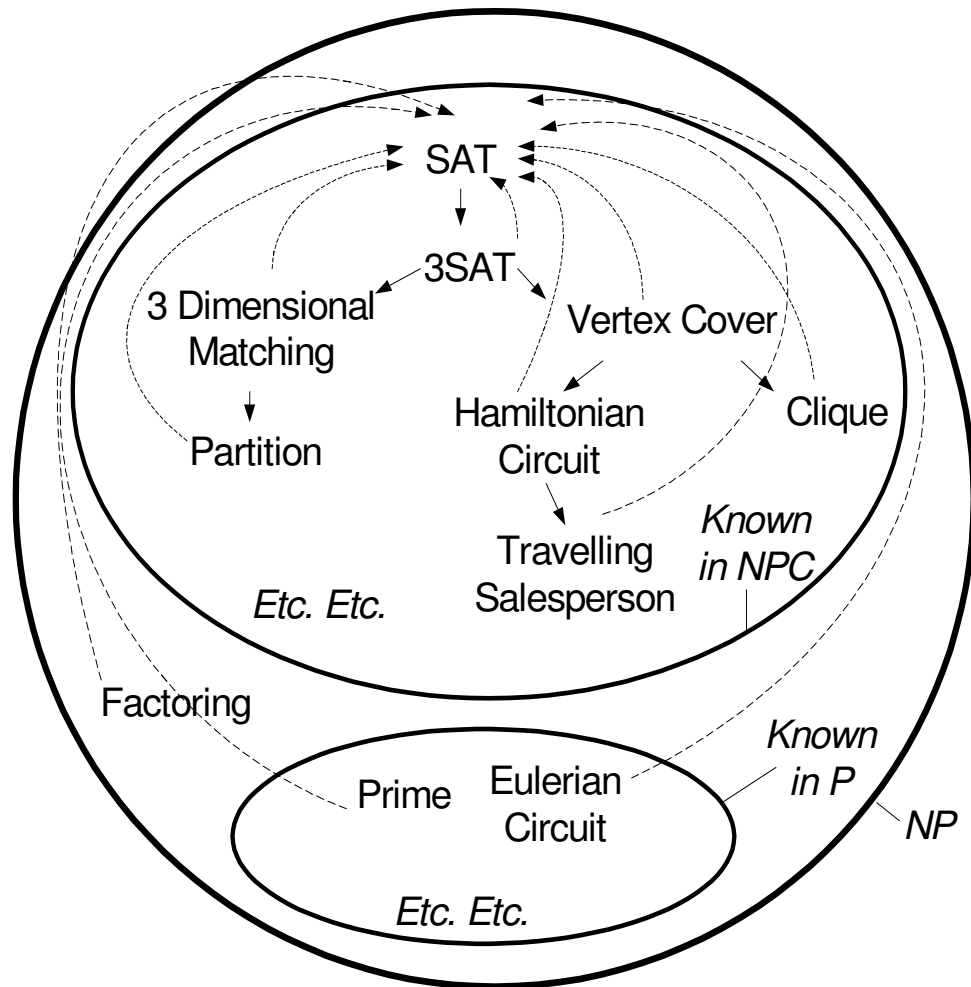 SAT
3SAT
3 Dimensional
Matching
Vertex Cover
Hamiltonian
Circuit
Clique
Partition
Travelling
Salesperson
Known
in NPC
Etc. Etc.
Factoring
Known
in P
Prime
Eulerian
Circuit
NP
Etc. Etc.